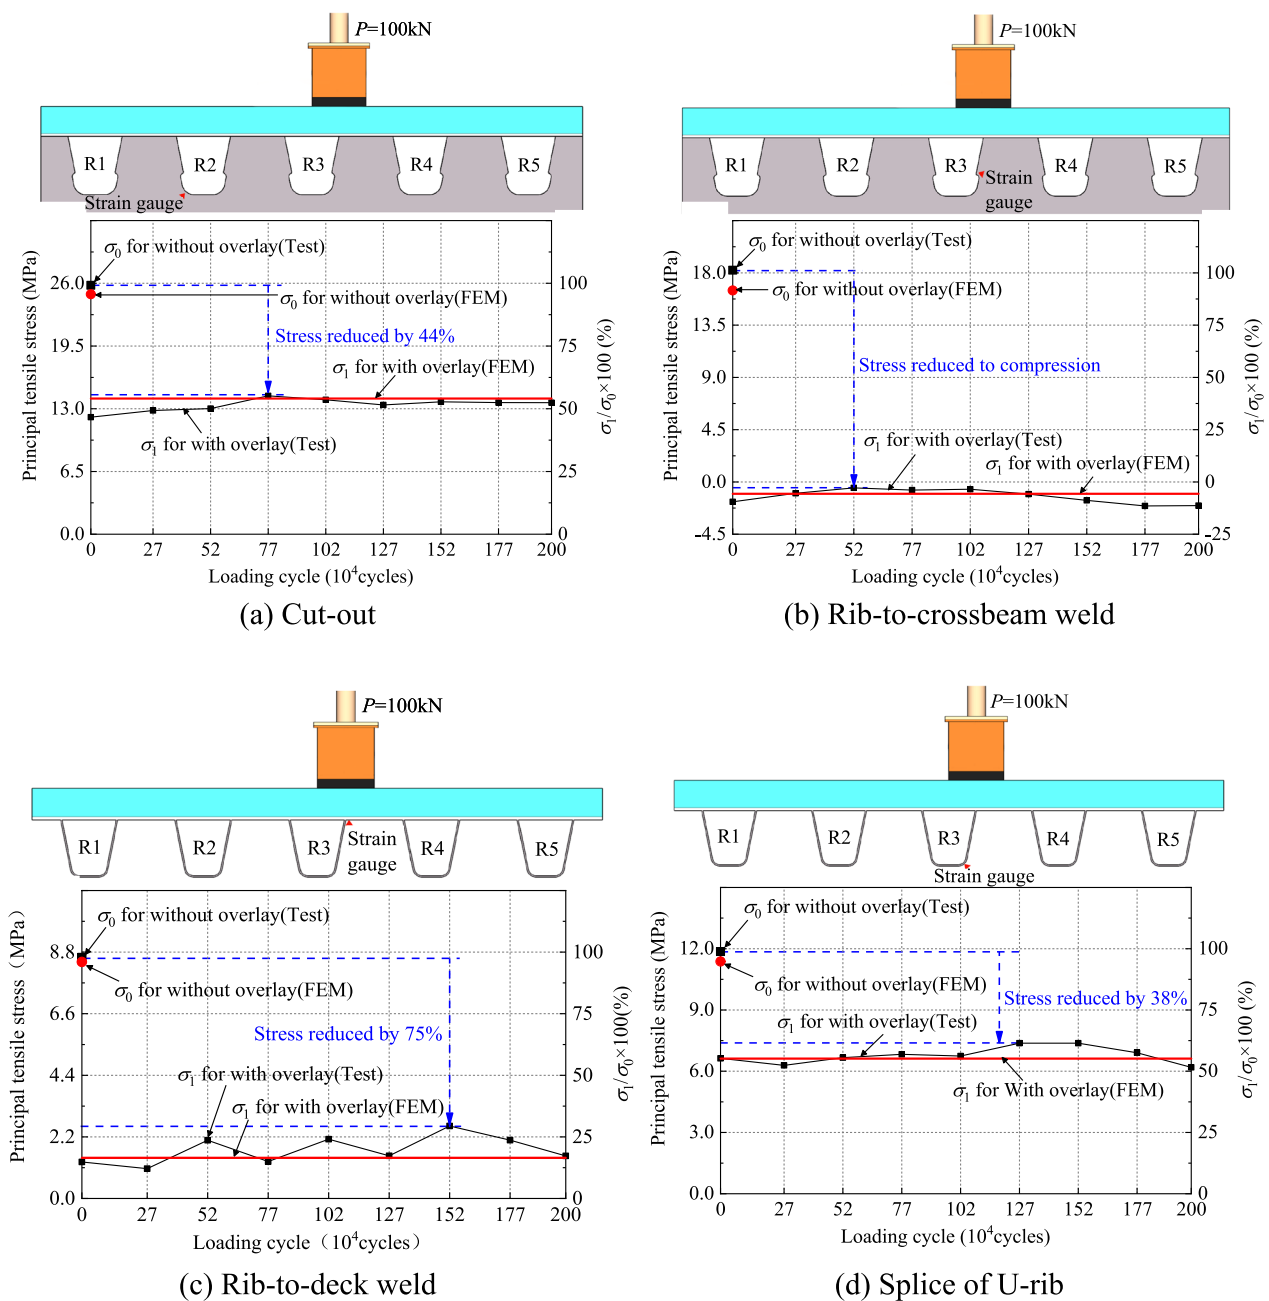 P=100kN
R1 R2 R3 R4 R5
Strain gauge
σ0 for without overlay(Test)
σ0 for without overlay(FEM)
Stress reduced by 44%
σ1 for with overlay(FEM)
σ1 for with overlay(Test)
Principal tensile stress (MPa)
26.0
19.5
13.0
6.5
0.0
100
75
50
25
0
σ1/σ0×100 (%)
0 27 52 77 102 127 152 177 200
Loading cycle (10^4cycles)
(a) Cut-out
P=100kN
R1 R2 R3 R4 R5
Strain
gauge
σ0 for without overlay(Test)
σ0 for without overlay(FEM)
Stress reduced to compression
σ1 for with overlay(Test)
σ1 for with overlay(FEM)
Principal tensile stress (MPa)
18.0
13.5
9.0
4.5
0.0
-4.5
100
75
50
25
0
-25
σ1/σ0×100 (%)
0 27 52 77 102 127 152 177 200
Loading cycle (10^4cycles)
(b) Rib-to-crossbeam weld
P=100kN
R1 R2 R3 R4 R5
Strain
gauge
σ0 for without overlay(Test)
σ0 for without overlay(FEM)
Stress reduced by 75%
σ1 for with overlay(Test)
σ1 for with overlay(FEM)
Principal tensile stress（MPa)
8.8
6.6
4.4
2.2
0.0
100
75
50
25
0
σ1/σ0×100(%)
0 27 52 77 102 127 152 177 200
Loading cycle（10^4cycles）
(c) Rib-to-deck weld
P=100kN
R1 R2 R3 R4 R5
Strain gauge
σ0 for without overlay(Test)
σ0 for without overlay(FEM)
Stress reduced by 38%
σ1 for with overlay(Test)
σ1 for With overlay(FEM)
Principal tensile stress (MPa)
12.0
9.0
6.0
3.0
0.0
100
75
50
25
0
σ1/σ0×100 (%)
0 27 52 77 102 127 152 177 200
Loading cycle (10^4cycles)
(d) Splice of U-rib